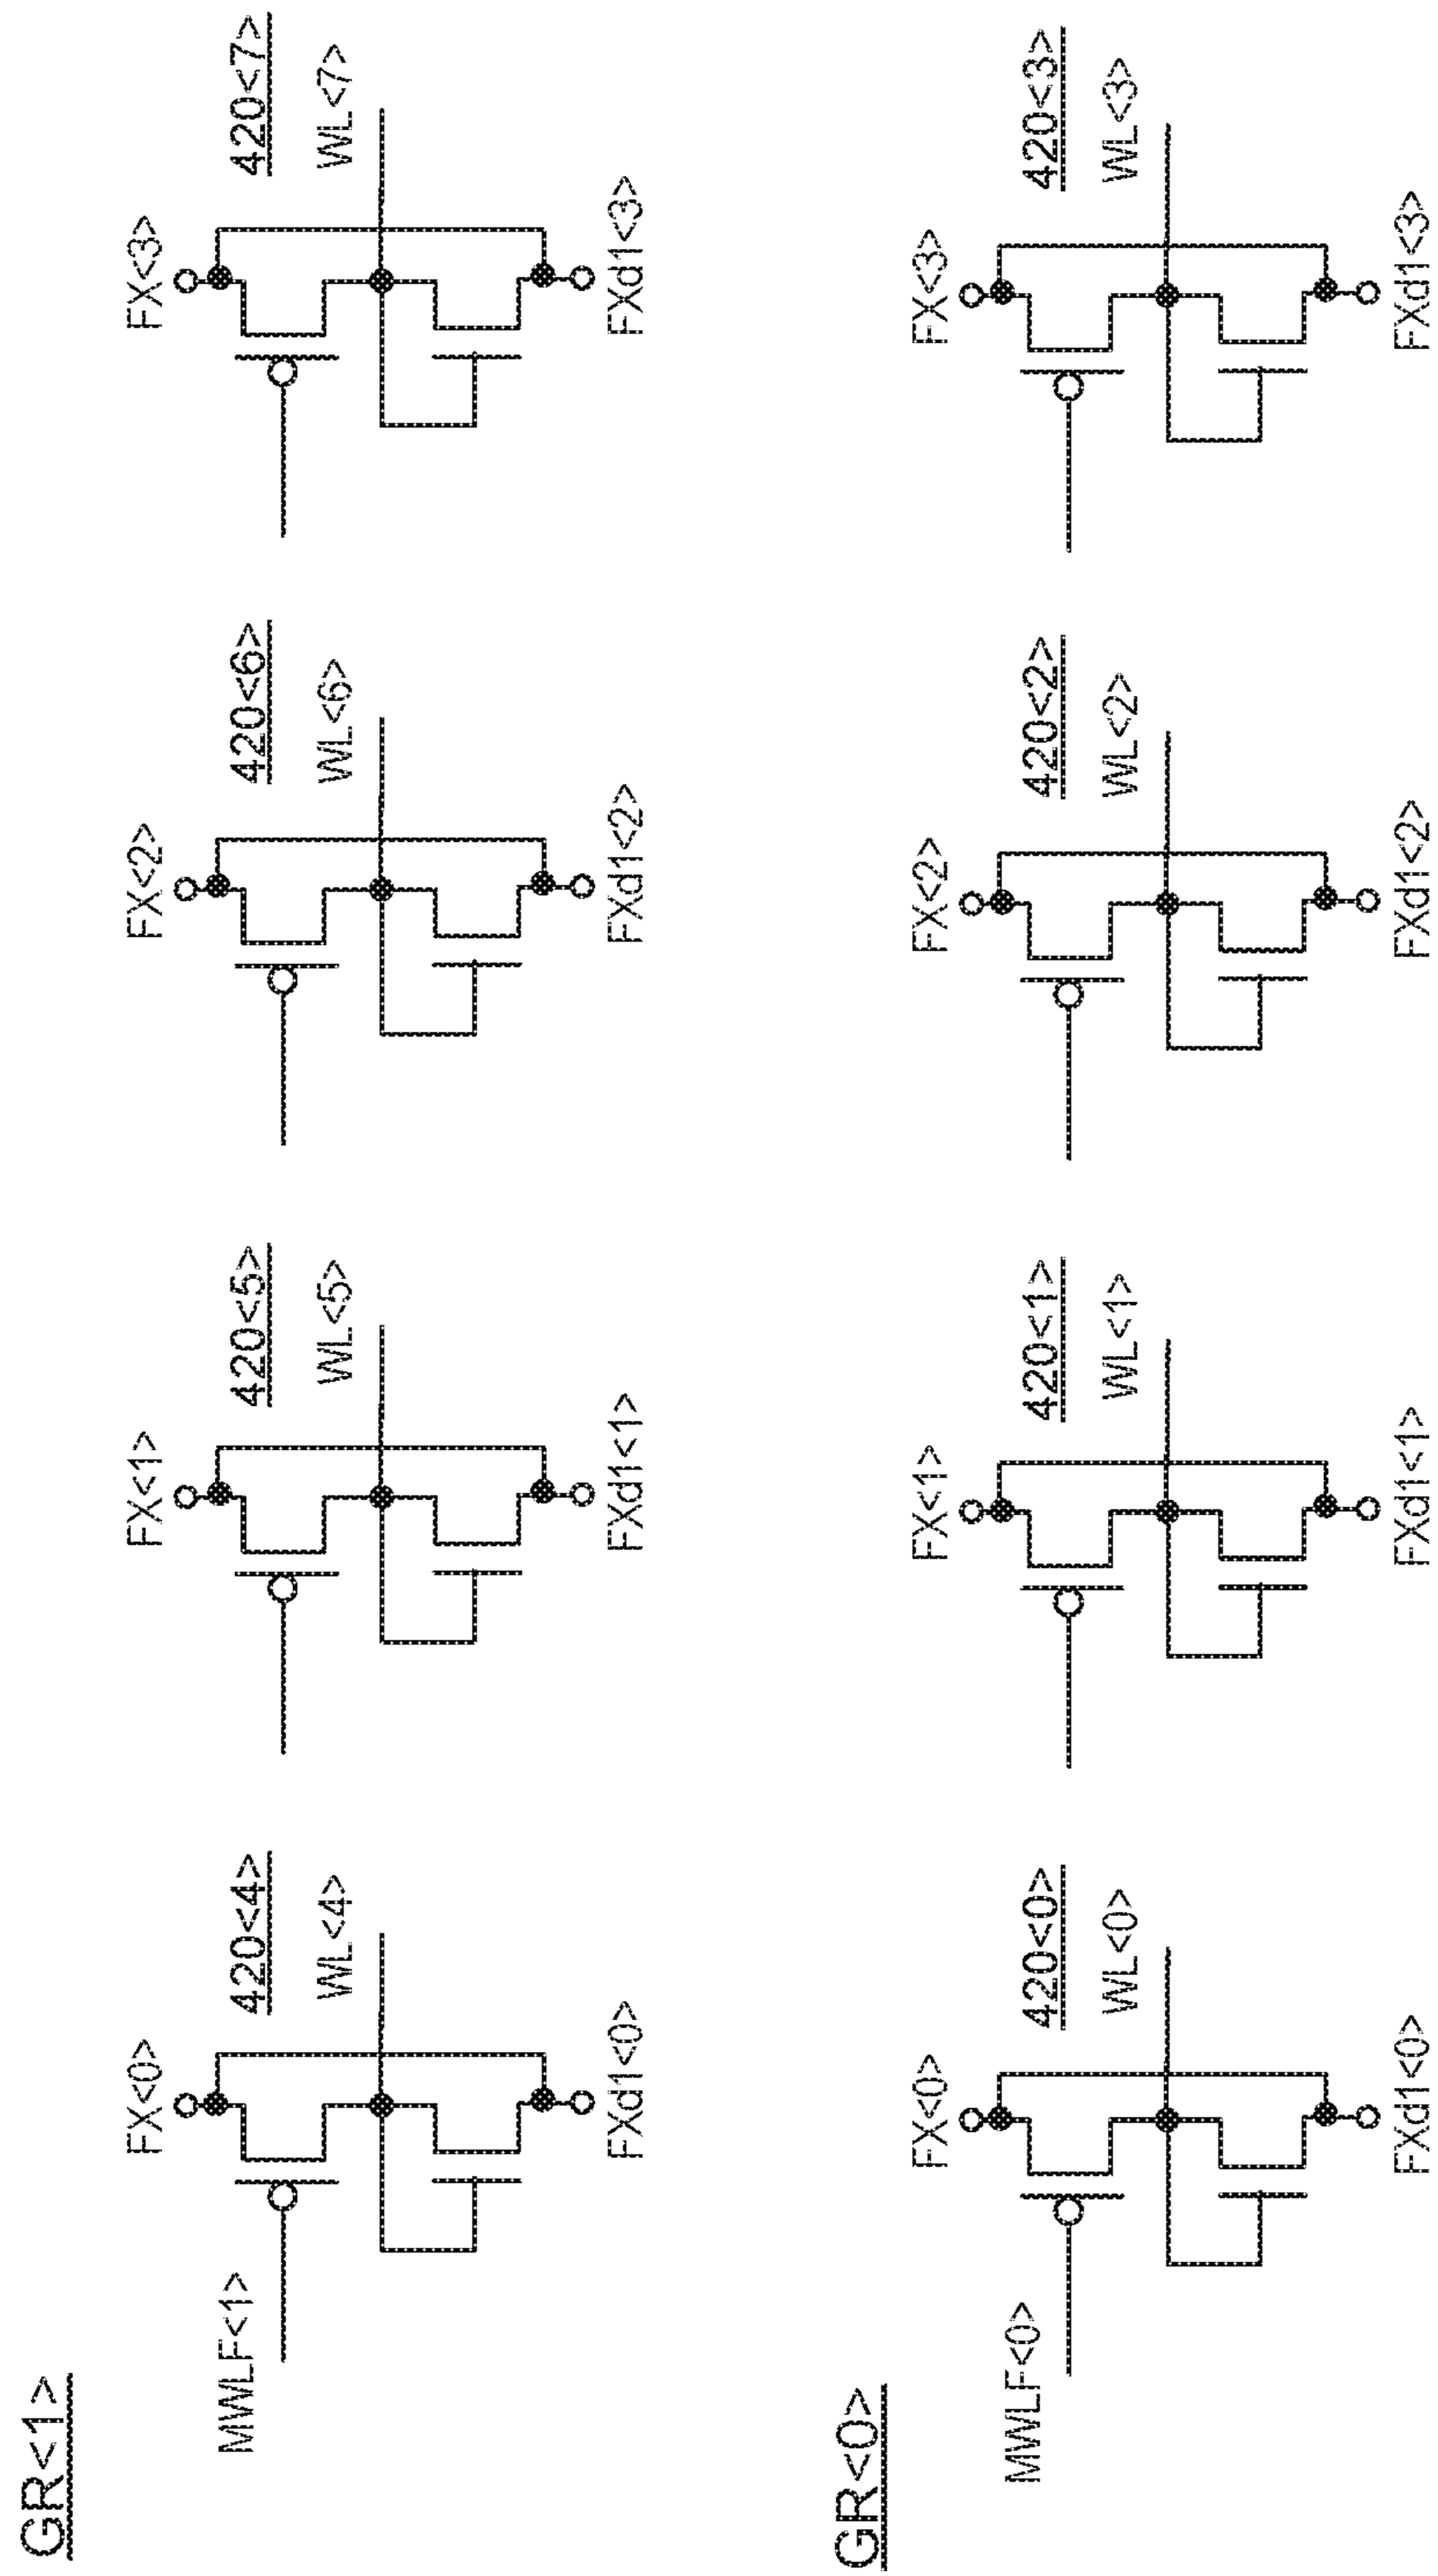 GR<1>
FX<0>
FX<1>
FX<2>
FX<3>
MWLF<1>
420<4>
420<5>
420<6>
420<7>
WL<4>
WL<5>
WL<6>
WL<7>
FXd1<0>
FXd1<1>
FXd1<2>
FXd1<3>
GR<0>
FX<0>
FX<1>
FX<2>
FX<3>
MWLF<0>
420<0>
420<1>
420<2>
420<3>
WL<0>
WL<1>
WL<2>
WL<3>
FXd1<0>
FXd1<1>
FXd1<2>
FXd1<3>